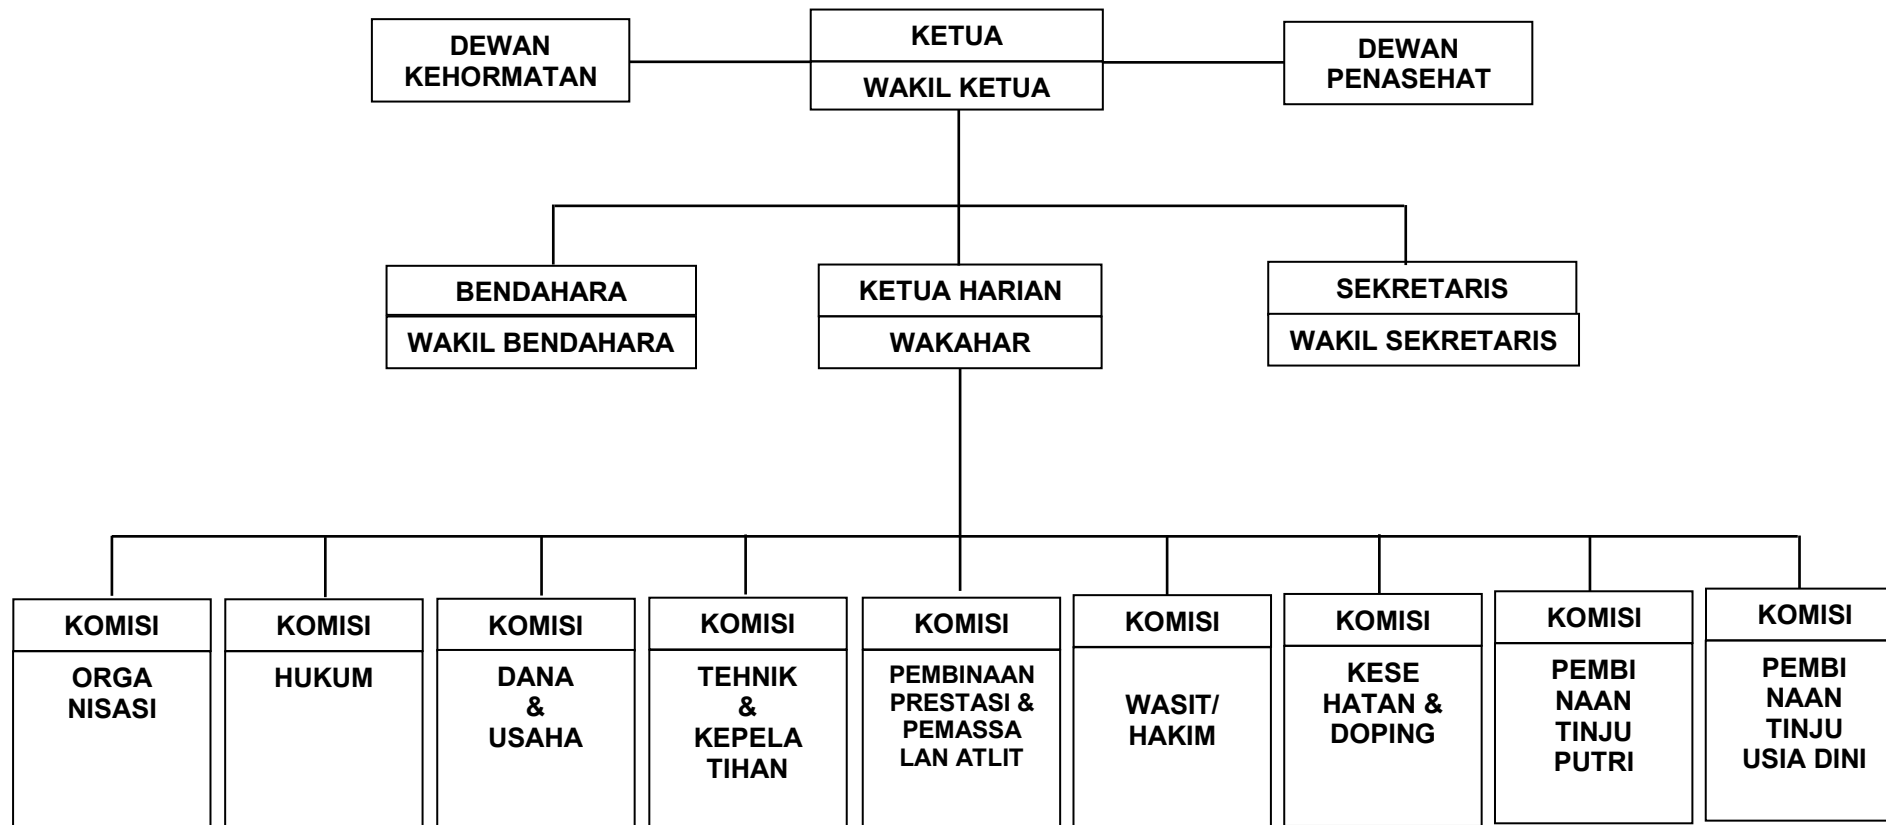 DEWAN
KEHORMATAN
KETUA
WAKIL KETUA
DEWAN
PENASEHAT
BENDAHARA
WAKIL BENDAHARA
KETUA HARIAN
WAKAHAR
SEKRETARIS
WAKIL SEKRETARIS
KOMISI
ORGA
NISASI
KOMISI
HUKUM
KOMISI
DANA
&
USAHA
KOMISI
TEHNIK
&
KEPELA
TIHAN
KOMISI
PEMBINAAN
PRESTASI &
PEMASSA
LAN ATLIT
KOMISI
WASIT/
HAKIM
KOMISI
KESE
HATAN &
DOPING
KOMISI
PEMBI
NAAN
TINJU
PUTRI
KOMISI
PEMBI
NAAN
TINJU
USIA DINI